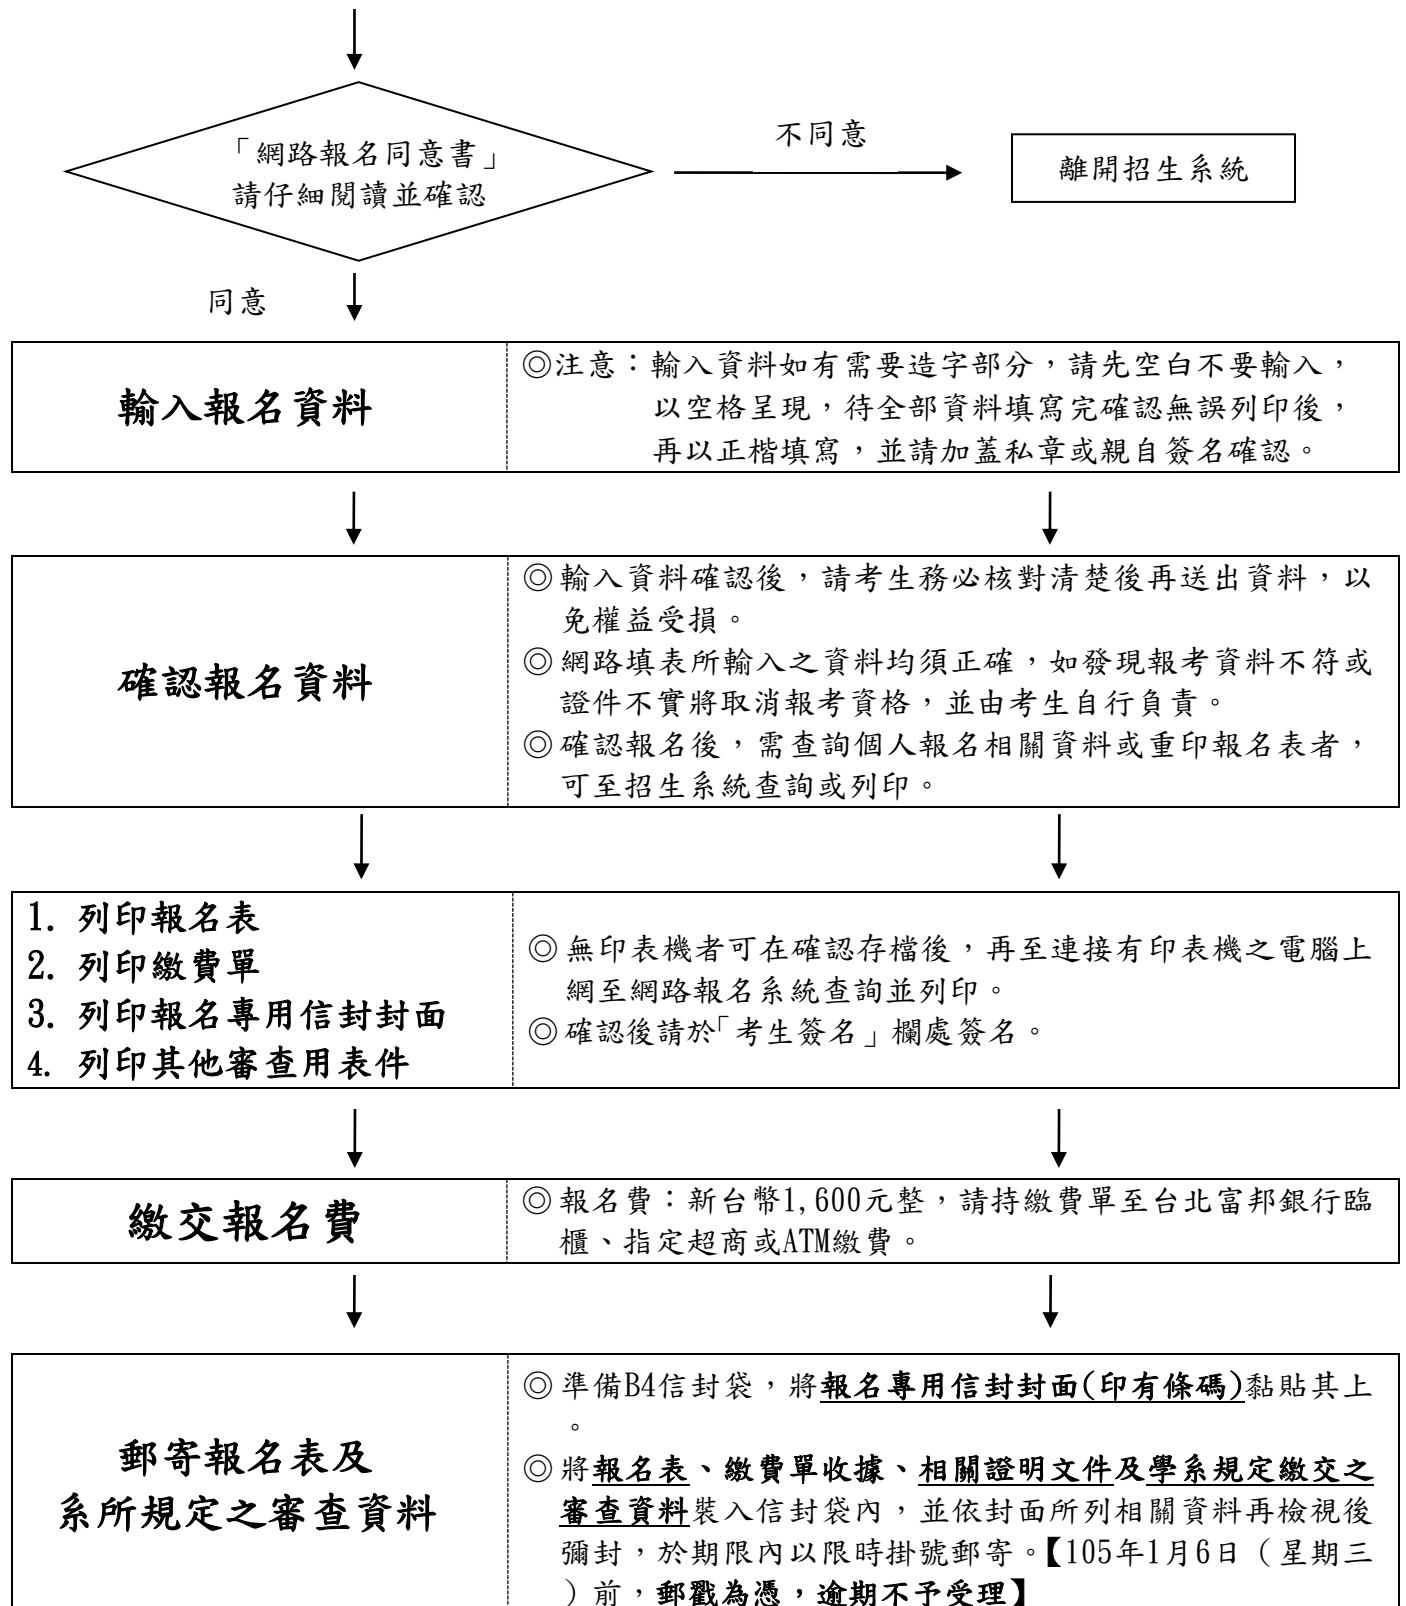 「網路報名同意書」
請仔細閱讀並確認
不同意
離開招生系統
同意
輸入報名資料
◎注意：輸入資料如有需要造字部分，請先空白不要輸入，
以空格呈現，待全部資料填寫完確認無誤列印後，
再以正楷填寫，並請加蓋私章或親自簽名確認。
確認報名資料
◎輸入資料確認後，請考生務必核對清楚後再送出資料，以
免權益受損。
◎網路填表所輸入之資料均須正確，如發現報考資料不符或
證件不實將取消報考資格，並由考生自行負責。
◎確認報名後，需查詢個人報名相關資料或重印報名表者，
可至招生系統查詢或列印。
1. 列印報名表
2. 列印繳費單
3. 列印報名專用信封封面
4. 列印其他審查用表件
◎無印表機者可在確認存檔後，再至連接有印表機之電腦上
網至網路報名系統查詢並列印。
◎確認後請於「考生簽名」欄處簽名。
繳交報名費
◎報名費：新台幣1,600元整，請持繳費單至台北富邦銀行臨
櫃、指定超商或ATM繳費。
郵寄報名表及
系所規定之審查資料
◎準備B4信封袋，將報名專用信封封面(印有條碼)黏貼其上
。
◎將報名表、繳費單收據、相關證明文件及學系規定繳交之
審查資料裝入信封袋內，並依封面所列相關資料再檢視後
彌封，於期限內以限時掛號郵寄。【105年1月6日（星期三
）前，郵戳為憑，逾期不予受理】